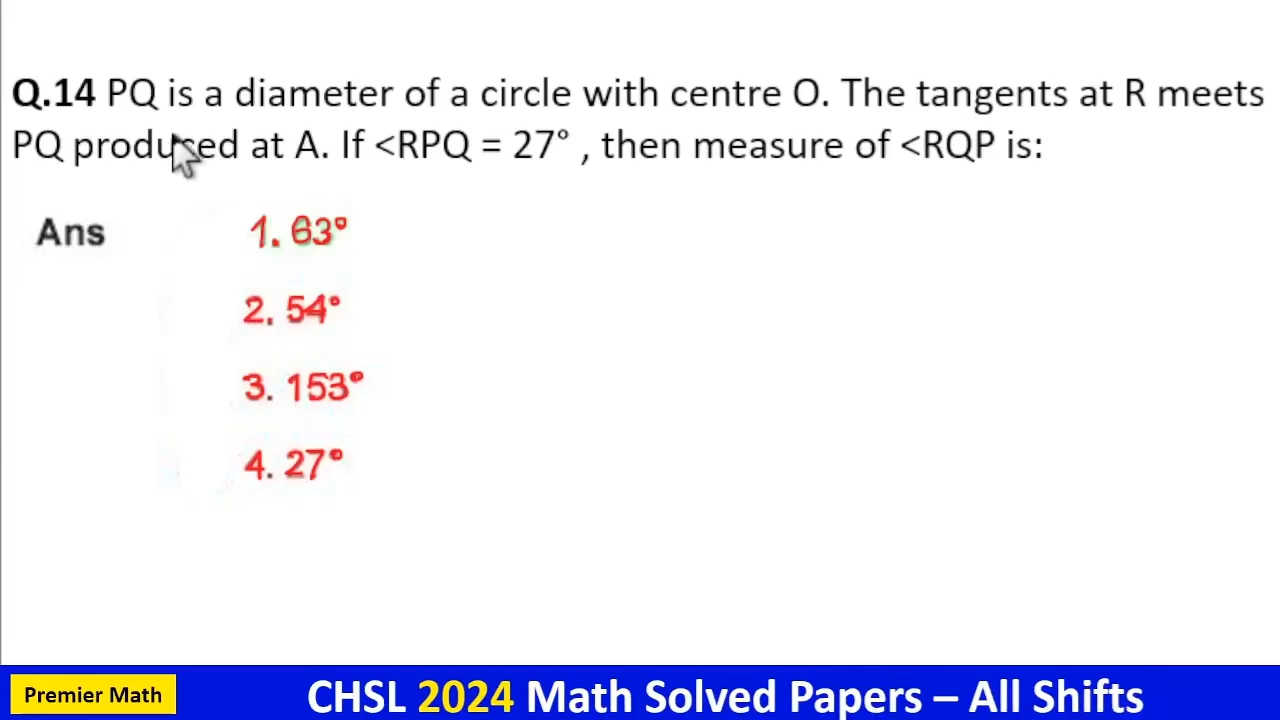 Q.14 PQ is a diameter of a circle with centre O. The tangents at R meets
PQ produced at A. If <RPQ = 27° , then measure of <RQP is:
Ans
1. 63°
2. 54°
3. 153°
4. 27°
Premier Math
CHSL 2024 Math Solved Papers – All Shifts